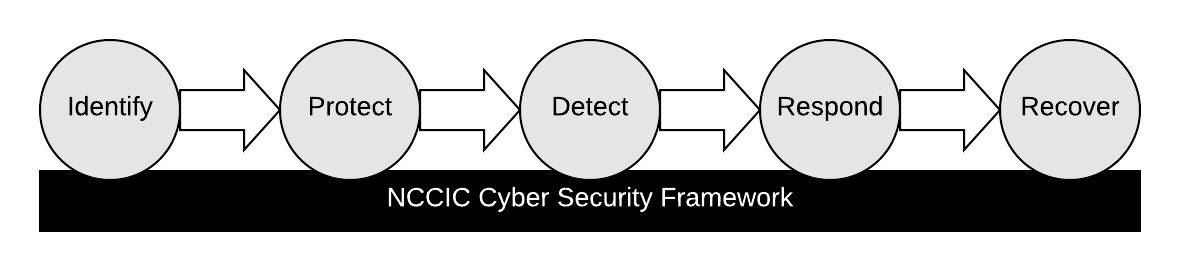 Identify
Protect
Detect
Respond
Recover
NCCIC Cyber Security Framework